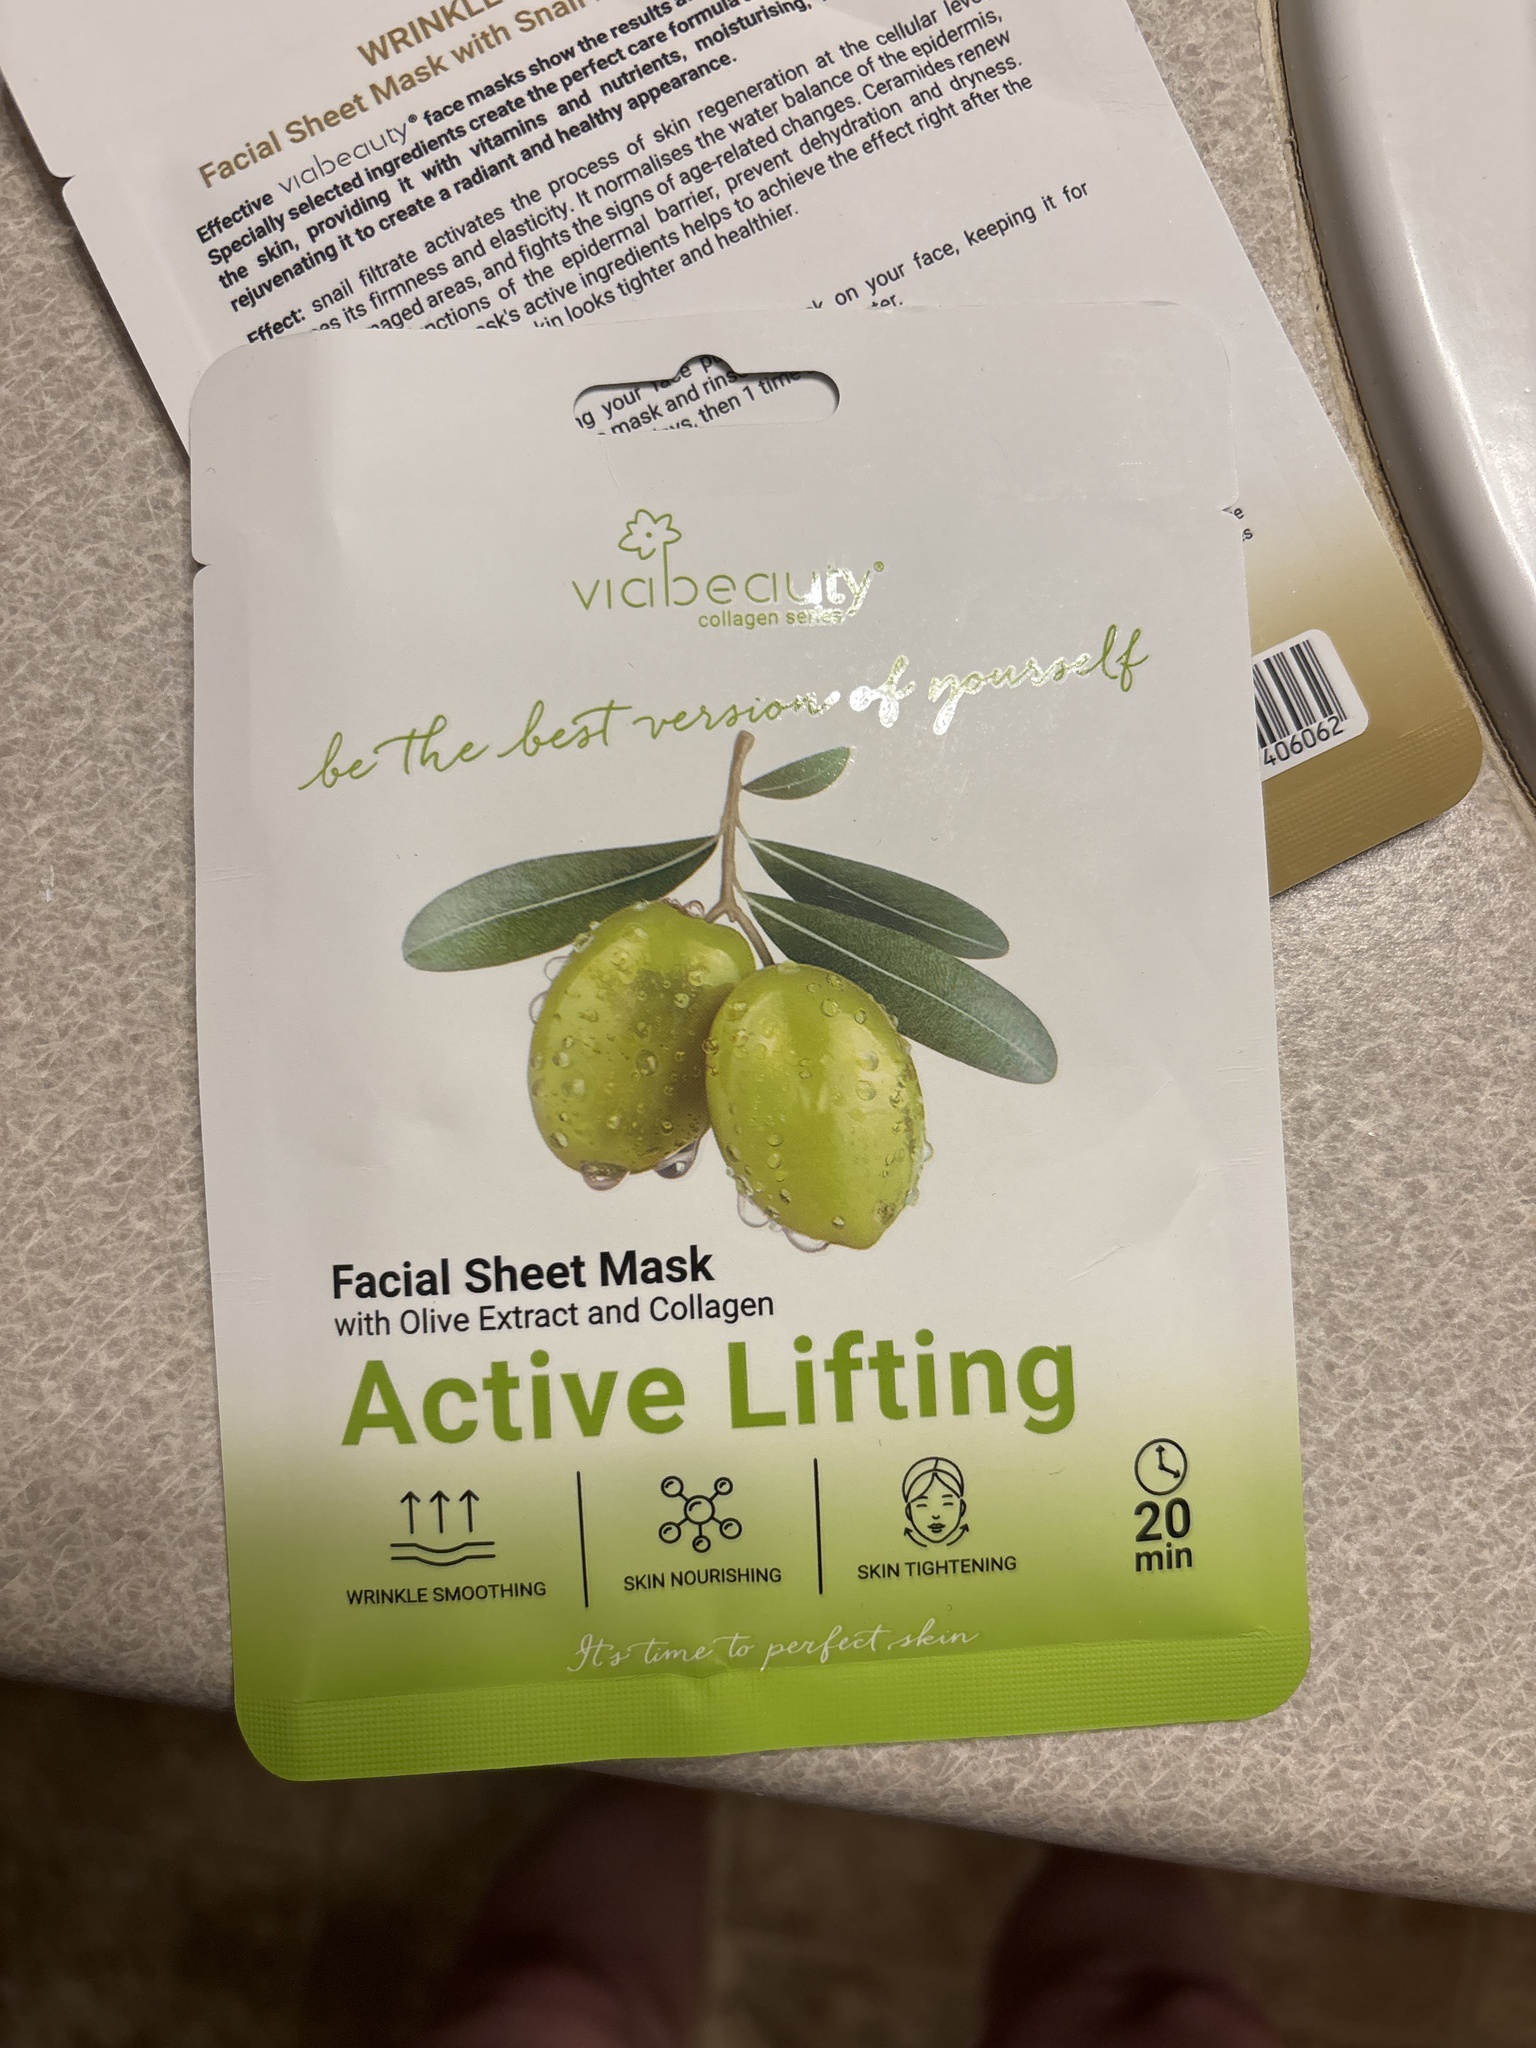 WRINKLE
Facial Sheet Mask with Snail
Effective viabeauty® face masks show the results
Specially selected ingredients create the perfect care formula
the skin, providing it with vitamins and nutrients, moisturising,
rejuvenating it to create a radiant and healthy appearance.
Effect: snail filtrate activates the process of skin regeneration at the cellular
its firmness and elasticity. It normalises the water balance of the epidermis,
areas, and fights the signs of age-related changes. Ceramides renew
of the epidermal barrier, prevent dehydration and dryness.
active ingredients helps to achieve the effect right after the
looks tighter and healthier.
on your face, keeping it for
your face
mask and
then 1 time
viabeauty®
collagen series
be the best version of yourself
406062
Facial Sheet Mask
with Olive Extract and Collagen
Active Lifting
WRINKLE SMOOTHING
SKIN NOURISHING
SKIN TIGHTENING
20
min
It's time to perfect skin